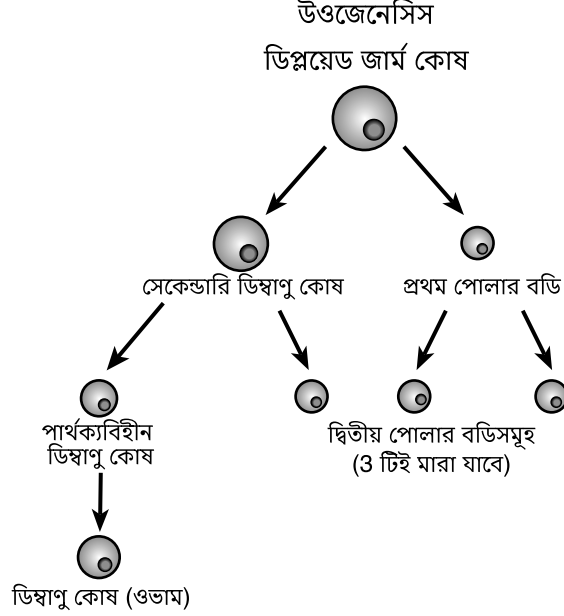 উওজেনেসিস
ডিপ্লয়েড জার্ম কোষ
সেকেন্ডারি ডিম্বাণু কোষ
প্রথম পোলার বডি
পার্থক্যবিহীন
ডিম্বাণু কোষ
দ্বিতীয় পোলার বডিসমূহ
(3 টিই মারা যাবে)
ডিম্বাণু কোষ (ওভাম)